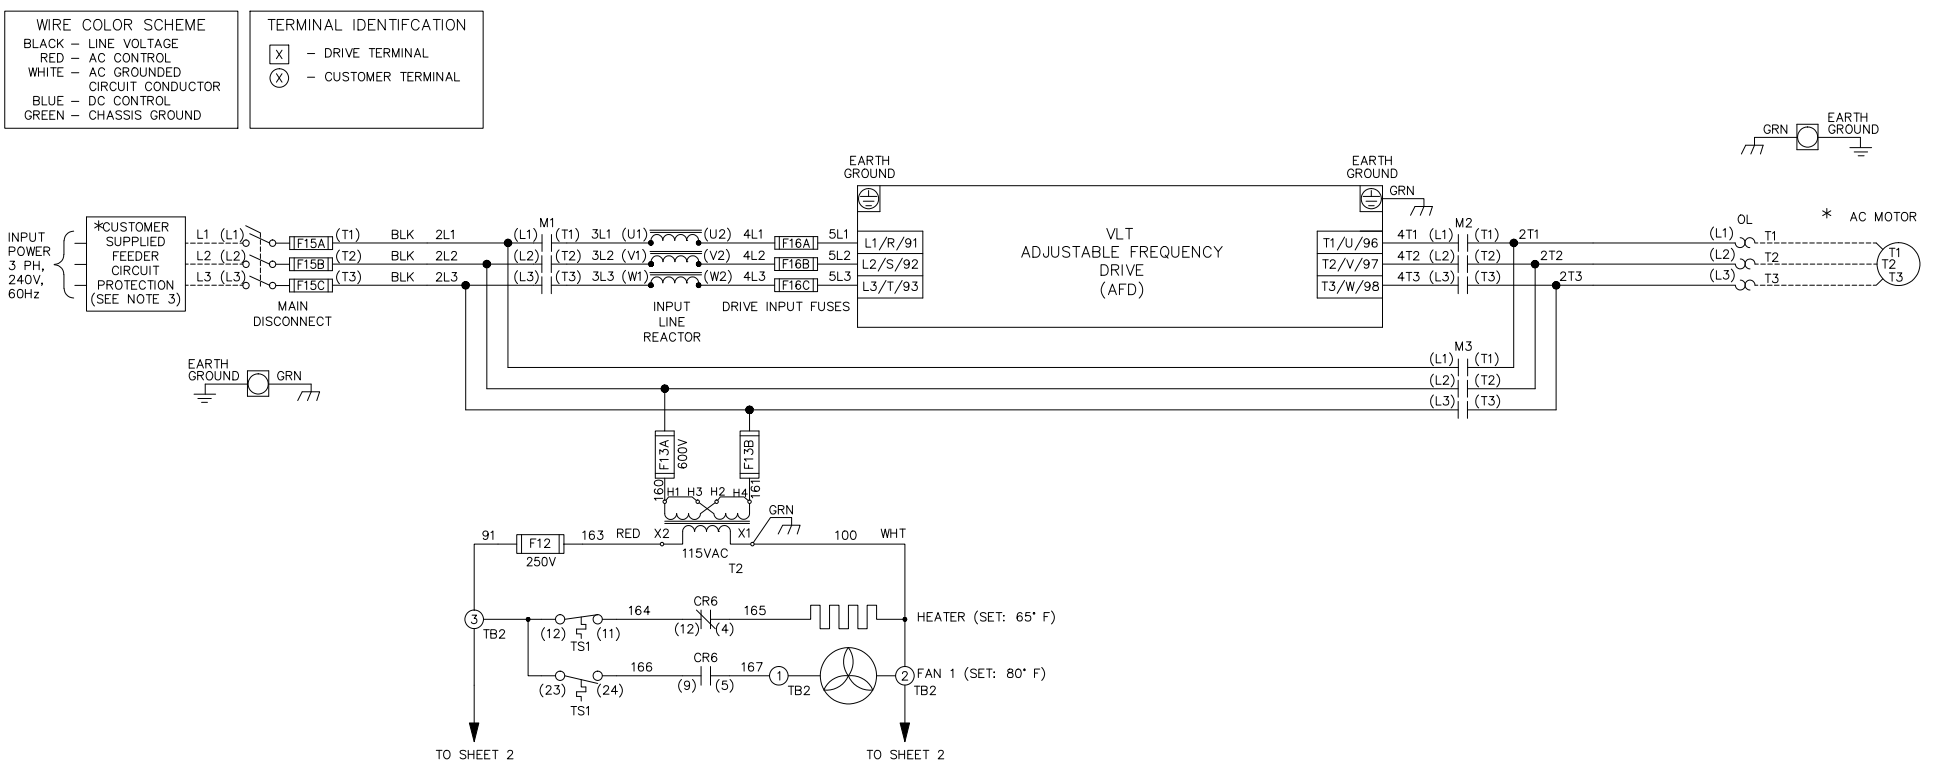 WIRE COLOR SCHEME
BLACK – LINE VOLTAGE
RED – AC CONTROL
WHITE – AC GROUNDED
CIRCUIT CONDUCTOR
BLUE – DC CONTROL
GREEN – CHASSIS GROUND
TERMINAL IDENTIFCATION
X – DRIVE TERMINAL
X – CUSTOMER TERMINAL
GRN
EARTH
GROUND
INPUT
POWER
3 PH,
240V,
60Hz
*CUSTOMER
SUPPLIED
FEEDER
CIRCUIT
PROTECTION
(SEE NOTE 3)
L1 (L1) F15A (T1) BLK 2L1
L2 (L2) F15B (T2) BLK 2L2
L3 (L3) F15C (T3) BLK 2L3
MAIN
DISCONNECT
M1
(L1) (T1) 3L1 (U1) (U2) 4L1 F16A 5L1
(L2) (T2) 3L2 (V1) (V2) 4L2 F16B 5L2
(L3) (T3) 3L3 (W1) (W2) 4L3 F16C 5L3
INPUT
LINE
REACTOR
DRIVE INPUT FUSES
EARTH
GROUND
L1/R/91
L2/S/92
L3/T/93
VLT
ADJUSTABLE FREQUENCY
DRIVE
(AFD)
EARTH
GROUND
GRN
T1/U/96
T2/V/97
T3/W/98
M2
4T1 (L1) (T1) 2T1
4T2 (L2) (T2) 2T2
4T3 (L3) (T3) 2T3
OL
(L1) T1
(L2) T2
(L3) T3
* AC MOTOR
T1
T2
T3
M3
(L1) (T1)
(L2) (T2)
(L3) (T3)
EARTH
GROUND
GRN
F13A
600V
F13B
160
161
H1 H3 H2 H4
GRN
91 F12 163 RED X2 X1 100 WHT
250V
115VAC
T2
3
TB2
(12) (11)
TS1
164
CR6
(12) (4)
165
HEATER (SET: 65° F)
(23) (24)
TS1
166
CR6
(9) (5)
167
1
TB2
2
TB2
FAN 1 (SET: 80° F)
TO SHEET 2
TO SHEET 2